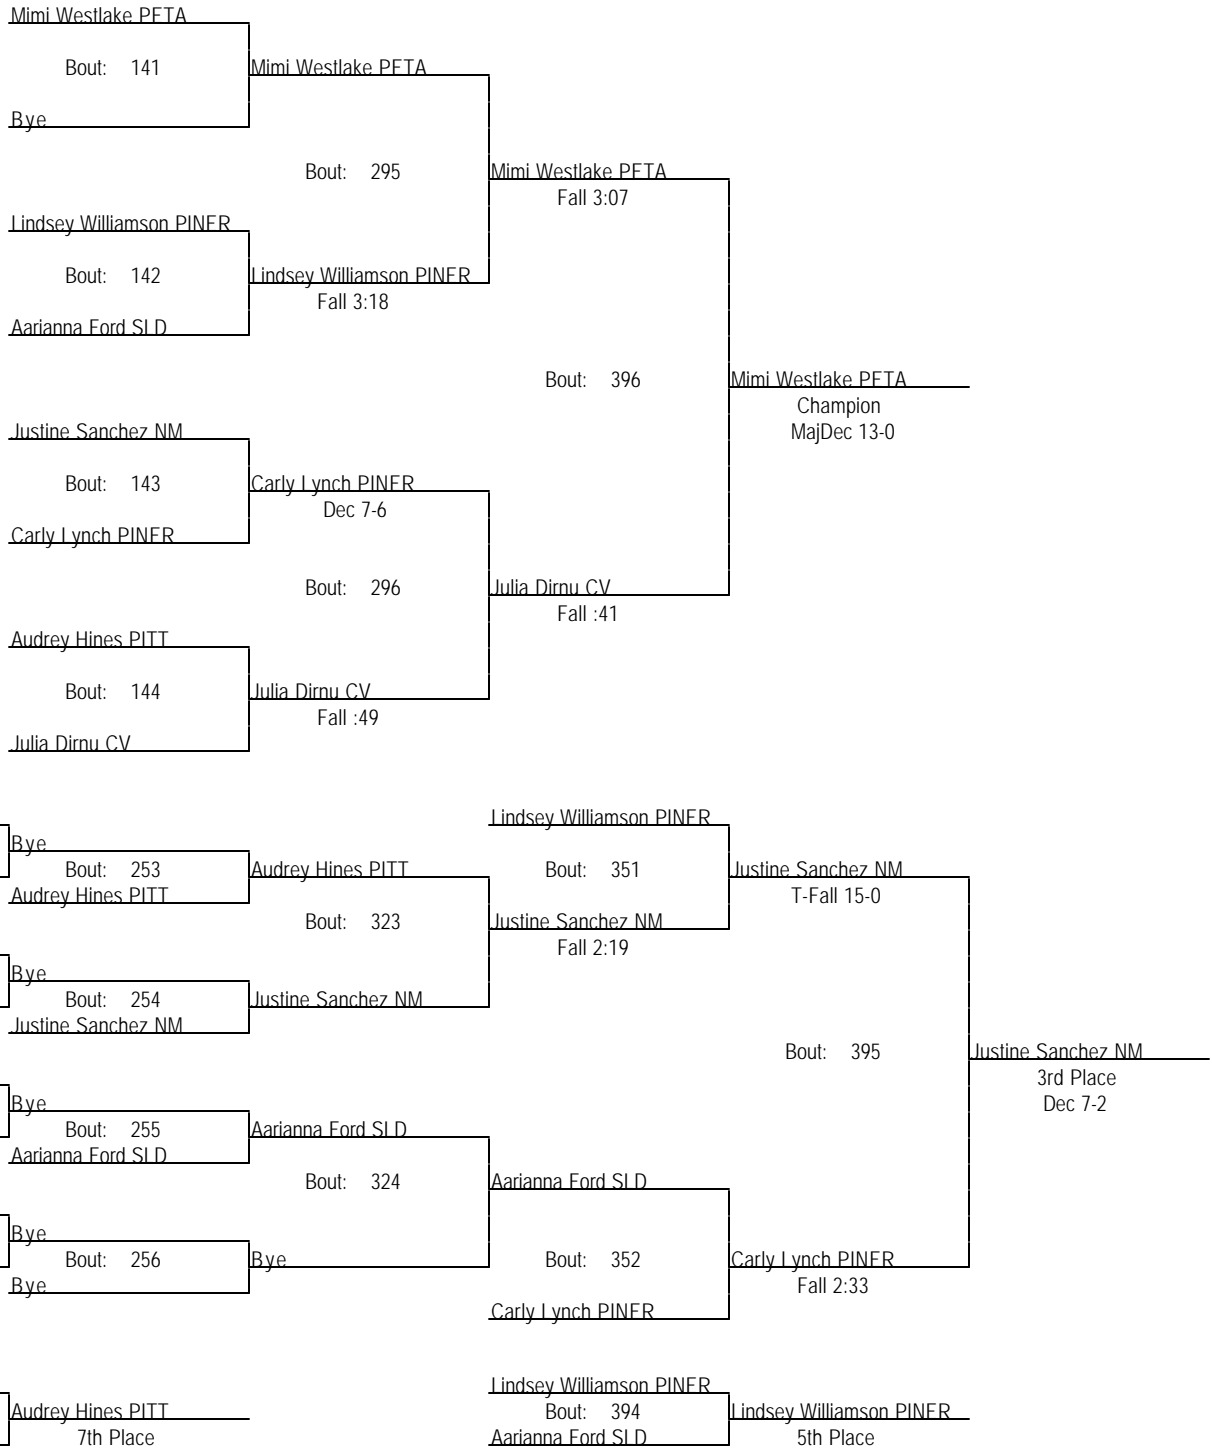 Mimi Westlake PETA
Bout: 141
Mimi Westlake PETA
Bye
Bout: 295
Mimi Westlake PETA
Fall 3:07
Lindsey Williamson PINER
Bout: 142
Lindsey Williamson PINER
Fall 3:18
Aarianna Ford SLD
Bout: 396
Mimi Westlake PETA
Champion
MajDec 13-0
Justine Sanchez NM
Bout: 143
Carly Lynch PINER
Dec 7-6
Carly Lynch PINER
Bout: 296
Julia Dirnu CV
Fall :41
Audrey Hines PITT
Bout: 144
Julia Dirnu CV
Fall :49
Julia Dirnu CV
Lindsey Williamson PINER
Bye
Bout: 253
Audrey Hines PITT
Bout: 351
Justine Sanchez NM
T-Fall 15-0
Audrey Hines PITT
Bout: 323
Justine Sanchez NM
Fall 2:19
Bye
Bout: 254
Justine Sanchez NM
Justine Sanchez NM
Bout: 395
Justine Sanchez NM
3rd Place
Dec 7-2
Bye
Bout: 255
Aarianna Ford SLD
Aarianna Ford SLD
Bout: 324
Aarianna Ford SLD
Bye
Bout: 256
Bye
Bout: 352
Carly Lynch PINER
Fall 2:33
Bye
Carly Lynch PINER
Lindsey Williamson PINER
Audrey Hines PITT
7th Place
Bout: 394
Lindsey Williamson PINER
5th Place
Aarianna Ford SLD